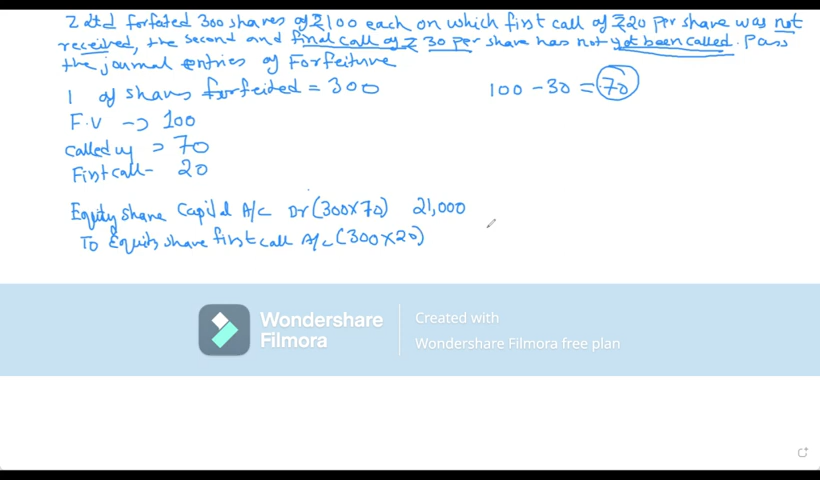 Z Ltd forfeted 300 shares of ₹100 each on which first call of ₹20 per share was not
received, the second and final call of ₹ 30 per share has not yet been called. Pass
the journal entries of Forfeiture
1 of shares forfeited = 300
100 - 30 = 70
F.V -> 100
Called up = 70
First call - 20
Equity share Capital A/c Dr (300x70) 21,000
To Equity share first call A/c (300x20)
Wondershare
Filmora
Created with
Wondershare Filmora free plan